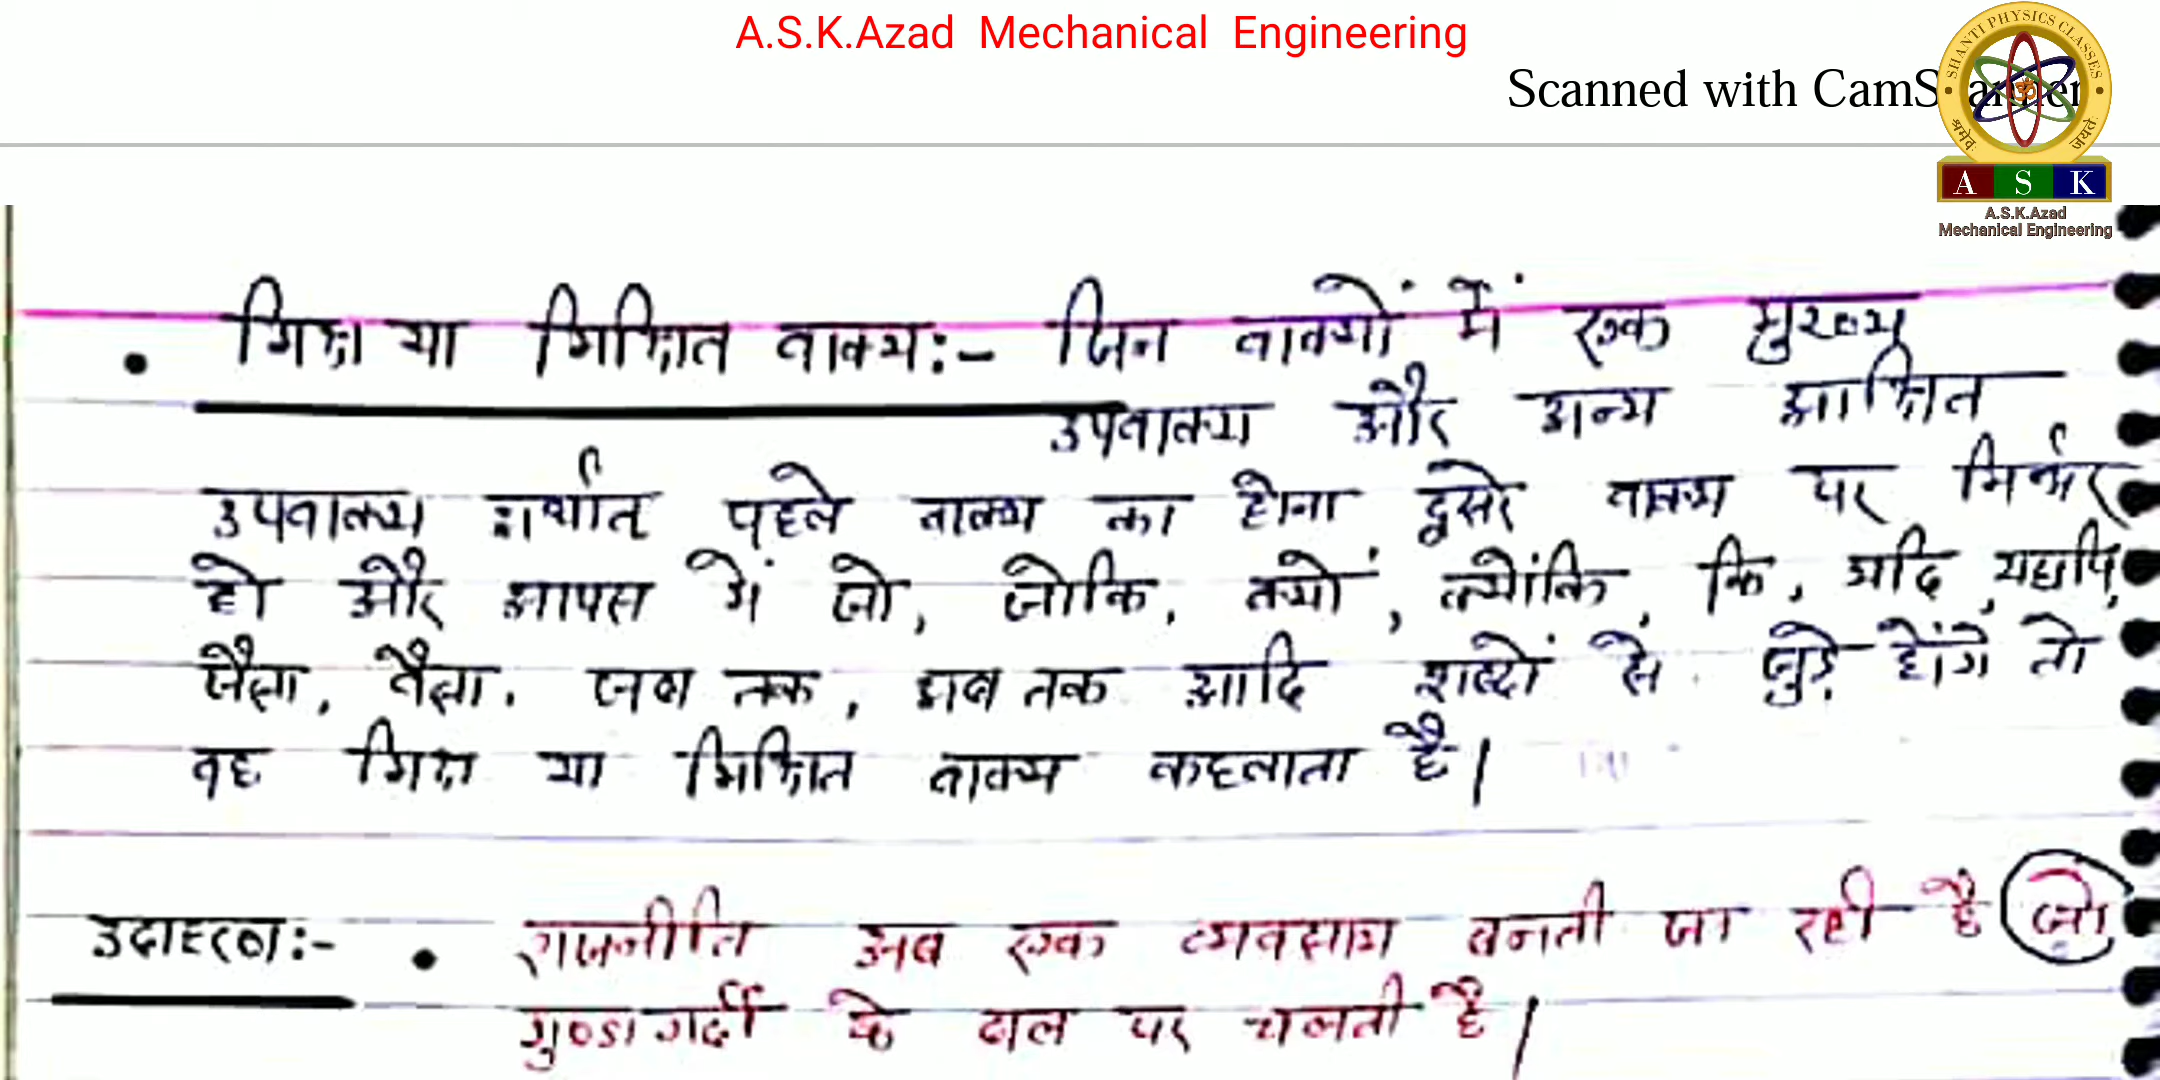 A.S.K.Azad Mechanical Engineering
Scanned with CamScanner
SHANTI PHYSICS CLASSES
A S K
A.S.K.Azad
Mechanical Engineering
• मिश्र या मिश्रित वाक्य:- जिन वाक्यों में एक मुख्य
उपवाक्य और अन्य आश्रित
उपवाक्य अर्थात पहले वाक्य का होना दूसरे वाक्य पर निर्भर
हो और आपस में जो, जोकि, क्यों, क्योंकि, कि, यदि, यद्यपि,
जैसा, वैसा, जब तक, अब तक आदि शब्दों से जुड़े होंगे तो
वह मिश्र या मिश्रित वाक्य कहलाता है।
उदाहरण:- • राजनीति अब एक व्यवसाय बनती जा रही है जो
गुण्डागर्दी के बल पर चलती है।